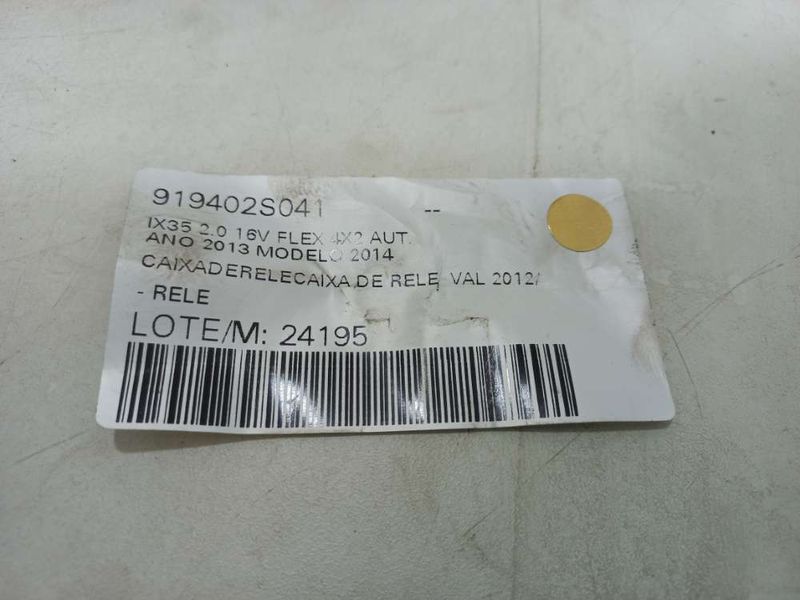 919402S041 --
IX35 2.0 16V FLEX 4X2 AUT.
ANO 2013 MODELO 2014
CAIXADERELECAIXA DE RELE VAL 2012/
- RELE
LOTE/M: 24195